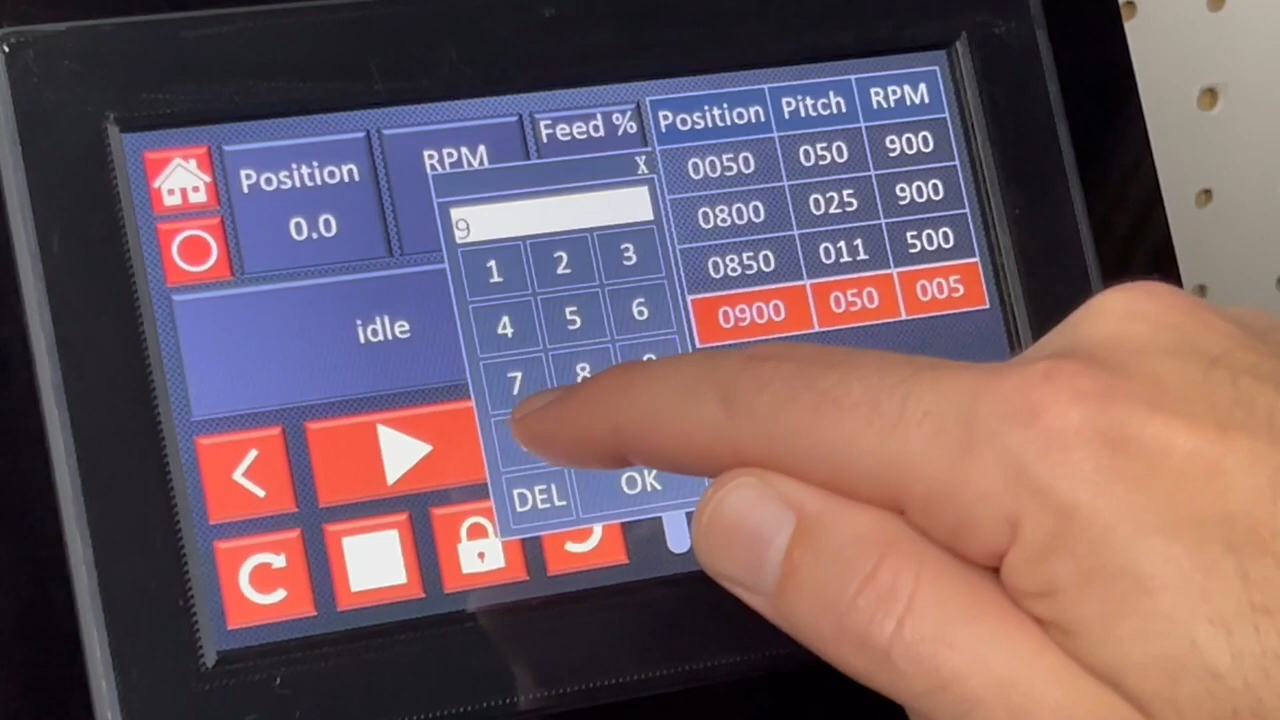 Position
0.0
RPM
Feed %
idle
X
9
1 2 3
4 5 6
7 8
DEL OK
Position Pitch RPM
0050 050 900
0800 025 900
0850 011 500
0900 050 005